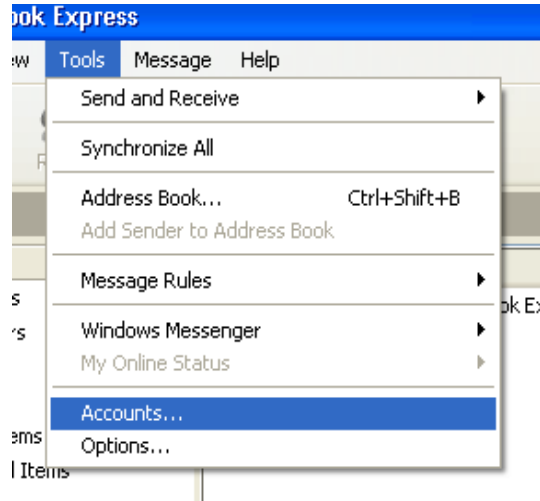 ook Express
ew Tools Message Help
Send and Receive
Synchronize All
Address Book... Ctrl+Shift+B
Add Sender to Address Book
Message Rules
s
ok Ex
rs
Windows Messenger
My Online Status
Accounts...
ems
Options...
l Items